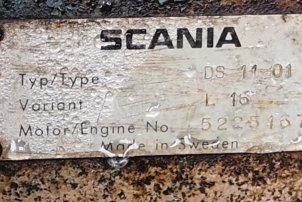 SCANIA
Typ/Type DS 11-01
Variant L 16
Motor/Engine No. 522516
Made in Sweden